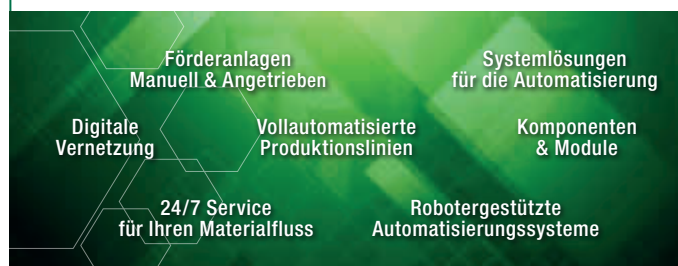 Förderanlagen
Manuell & Angetrieben
Systemlösungen
für die Automatisierung
Digitale
Vernetzung
Vollautomatisierte
Produktionslinien
Komponenten
& Module
24/7 Service
für Ihren Materialfluss
Robotergestützte
Automatisierungssysteme